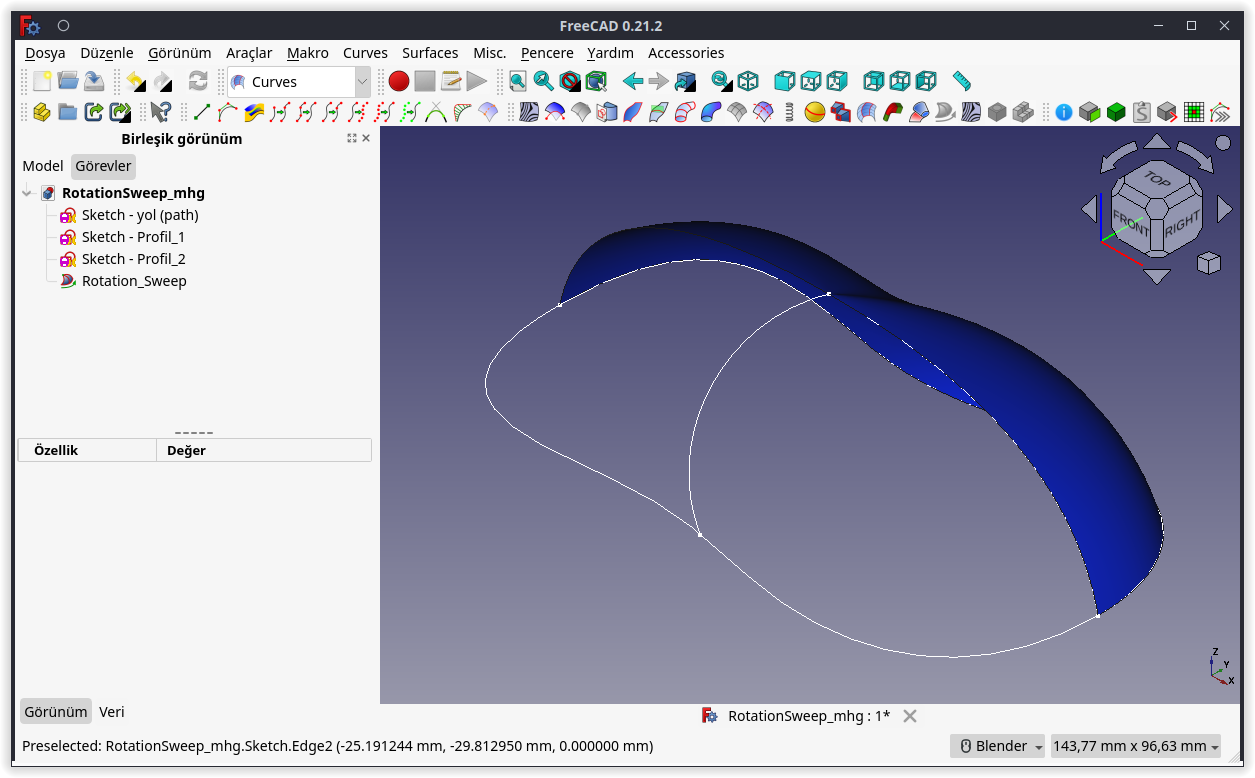 FreeCAD 0.21.2
Dosya Düzenle Görünüm Araçlar Makro Curves Surfaces Misc. Pencere Yardım Accessories
Curves
Birleşik görünüm
Model Görevler
RotationSweep_mhg
Sketch - yol (path)
Sketch - Profil_1
Sketch - Profil_2
Rotation_Sweep
Özellik Değer
TOP
FRONT RIGHT
Z
Y
X
Görünüm Veri
RotationSweep_mhg : 1*
Preselected: RotationSweep_mhg.Sketch.Edge2 (-25.191244 mm, -29.812950 mm, 0.000000 mm)
Blender 143,77 mm x 96,63 mm